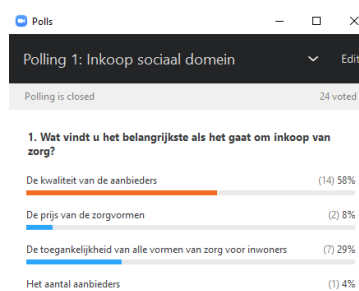 Polls
Polling 1: Inkoop sociaal domein
Edit
Polling is closed
24 voted
1. Wat vindt u het belangrijkste als het gaat om inkoop van
zorg?
De kwaliteit van de aanbieders (14) 58%
De prijs van de zorgvormen (2) 8%
De toegankelijkheid van alle vormen van zorg voor inwoners (7) 29%
Het aantal aanbieders (1) 4%